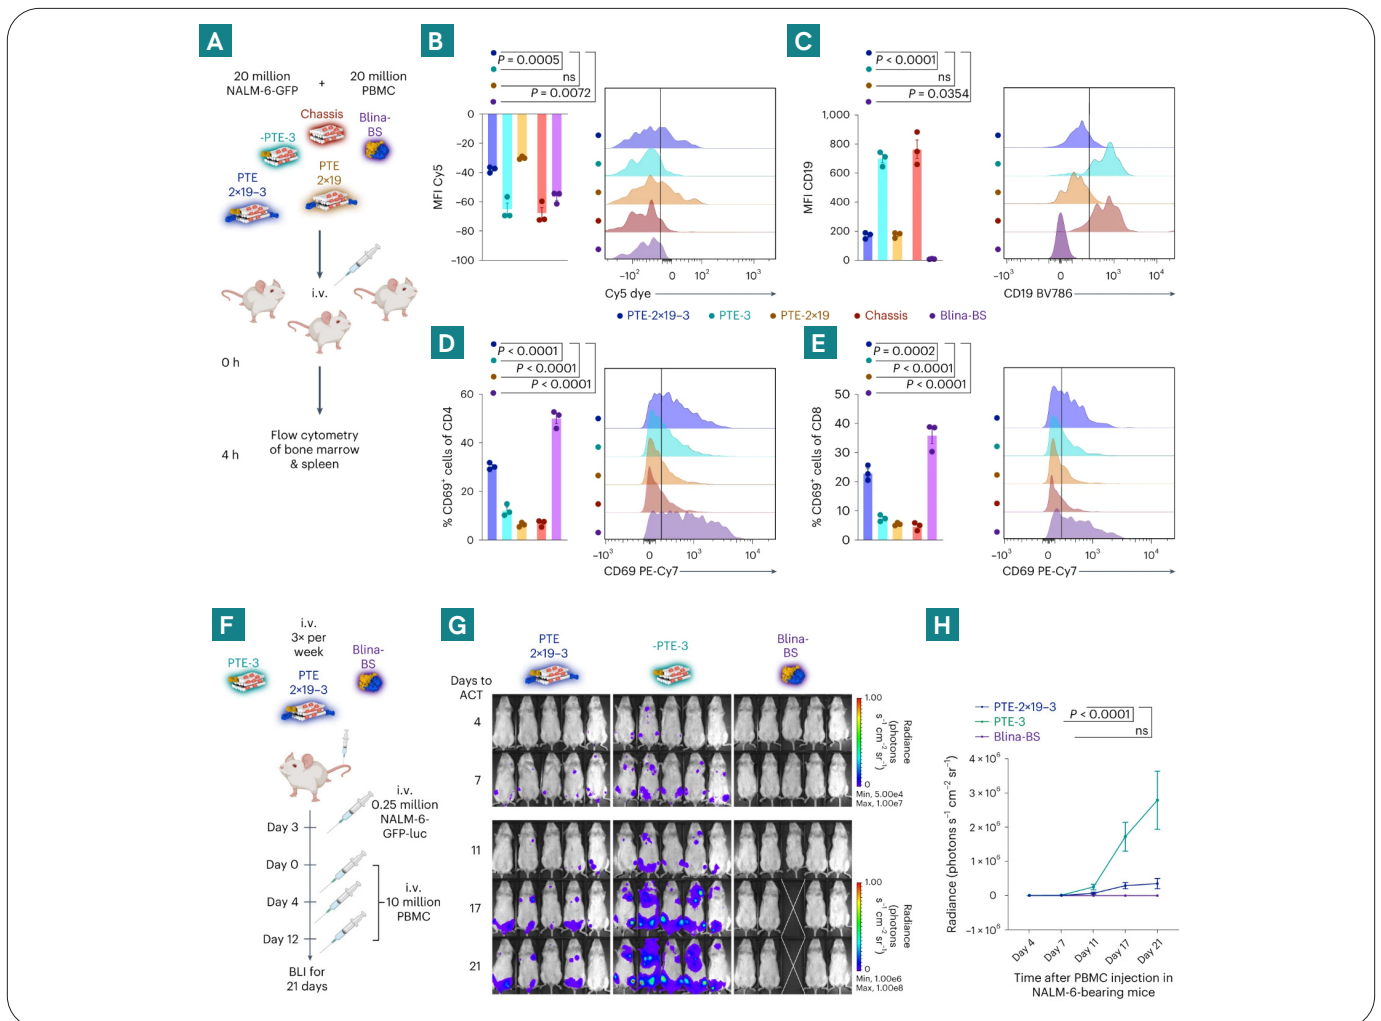 A
20 million
NALM-6-GFP
+
20 million
PBMC
Chassis
Blina-
BS
-PTE-3
PTE
2×19–3
PTE
2×19
i.v.
0 h
4 h
Flow cytometry
of bone marrow
& spleen
B
P = 0.0005
ns
P = 0.0072
MFI Cy5
0
−20
−40
−60
−80
−100
−10²
0
10²
10³
Cy5 dye
C
P < 0.0001
ns
P = 0.0354
MFI CD19
1,000
800
600
400
200
0
−10³
0
10³
10⁴
CD19 BV786
PTE-2×19–3
PTE-3
PTE-2×19
Chassis
Blina-BS
D
P < 0.0001
P < 0.0001
P < 0.0001
% CD69⁺ cells of CD4
60
40
20
0
−10³
0
10³
10⁴
CD69 PE-Cy7
E
P = 0.0002
P < 0.0001
P < 0.0001
% CD69⁺ cells of CD8
50
40
30
20
10
0
−10³
0
10³
10⁴
CD69 PE-Cy7
F
i.v.
3× per
week
PTE-3
PTE
2×19–3
Blina-
BS
i.v.
0.25 million
NALM-6-
GFP-luc
Day 3
Day 0
Day 4
Day 12
i.v.
10 million
PBMC
BLI for
21 days
G
PTE
2×19–3
-PTE-3
Blina-
BS
Days to
ACT
4
7
11
17
21
1.00
0
Radiance
(photons
s⁻¹ cm⁻² sr⁻¹)
Min, 5.00e4
Max, 1.00e7
1.00
0
Radiance
(photons
s⁻¹ cm⁻² sr⁻¹)
Min, 1.00e6
Max, 1.00e8
H
PTE-2×19–3
PTE-3
Blina-BS
P < 0.0001
ns
Radiance (photons s⁻¹ cm⁻² sr⁻¹)
4 × 10⁶
3 × 10⁶
2 × 10⁶
1 × 10⁶
0
−1 × 10⁶
Day 4
Day 7
Day 11
Day 17
Day 21
Time after PBMC injection in
NALM-6-bearing mice